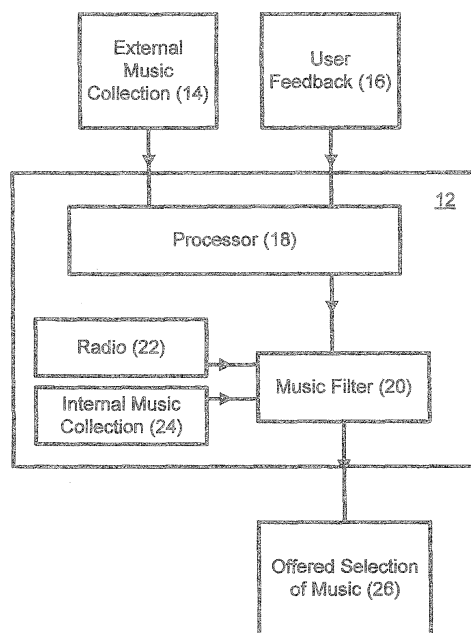 External
Music
Collection (14)
User
Feedback (16)
12
Processor (18)
Radio (22)
Internal Music
Collection (24)
Music Filter (20)
Offered Selection
of Music (26)